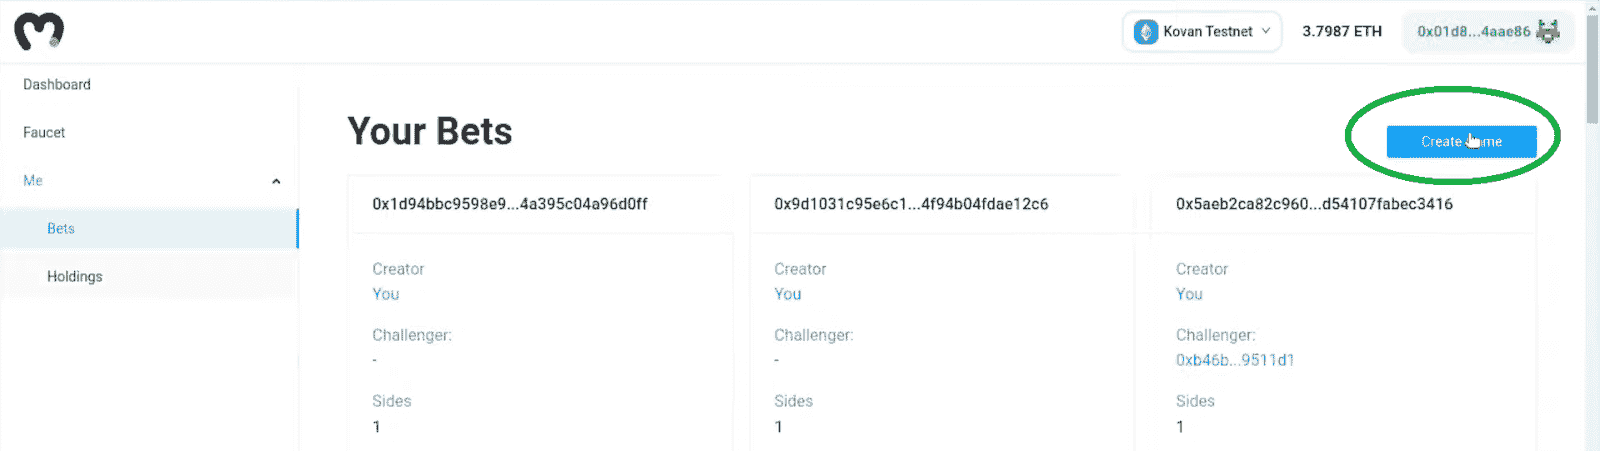 Kovan Testnet 3.7987 ETH 0x01d8...4aae86
Dashboard
Faucet
Me
Bets
Holdings
Your Bets
Create
0x1d94bbc9598e9...4a395c04a96d0ff
Creator
You
Challenger:
-
Sides
1
0x9d1031c95e6c1...4f94b04fdae12c6
Creator
You
Challenger:
-
Sides
1
0x5aeb2ca82c960...d54107fabec3416
Creator
You
Challenger:
0xb46b...9511d1
Sides
1